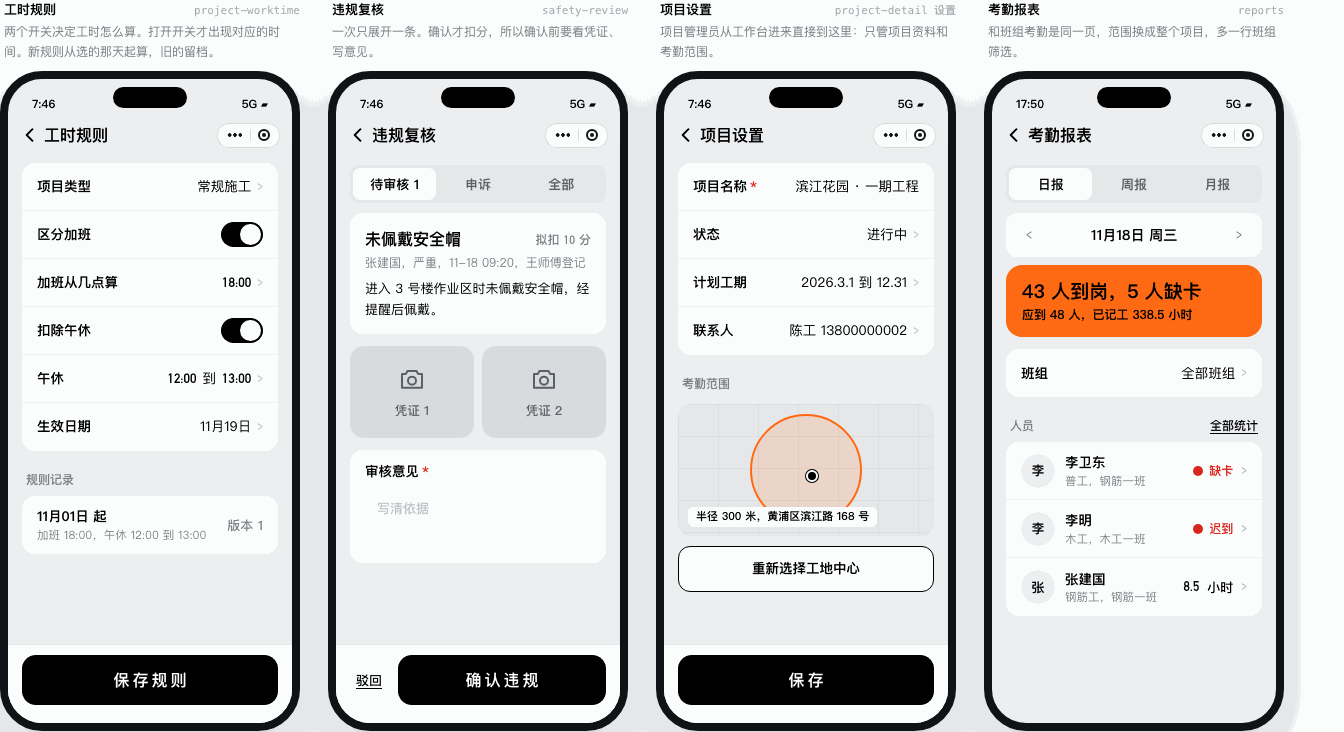 工时规则 project-worktime
两个开关决定工时怎么算。打开开关才出现对应的时
间。新规则从选的那天起算，旧的留档。
7:46 5G
工时规则
项目类型 常规施工
区分加班
加班从几点算 18:00
扣除午休
午休 12:00 到 13:00
生效日期 11月19日
规则记录
11月01日 起
加班 18:00，午休 12:00 到 13:00
版本 1
保存规则
违规复核 safety-review
一次只展开一条。确认才扣分，所以确认前要看凭证、
写意见。
7:46 5G
违规复核
待审核 1 申诉 全部
未佩戴安全帽 拟扣 10 分
张建国，严重，11-18 09:20，王师傅登记
进入 3 号楼作业区时未佩戴安全帽，经
提醒后佩戴。
凭证 1 凭证 2
审核意见 *
写清依据
驳回 确认违规
项目设置 project-detail 设置
项目管理员从工作台进来直接到这里：只管项目资料和
考勤范围。
7:46 5G
项目设置
项目名称 * 滨江花园 · 一期工程
状态 进行中
计划工期 2026.3.1 到 12.31
联系人 陈工 13800000002
考勤范围
半径 300 米，黄浦区滨江路 168 号
重新选择工地中心
保存
考勤报表 reports
和班组考勤是同一页，范围换成整个项目，多一行班组
筛选。
17:50 5G
考勤报表
日报 周报 月报
< 11月18日 周三 >
43 人到岗，5 人缺卡
应到 48 人，已记工 338.5 小时
班组 全部班组
人员 全部统计
李 李卫东 缺卡
普工，钢筋一班
李 李明 迟到
木工，木工一班
张 张建国 8.5 小时
钢筋工，钢筋一班